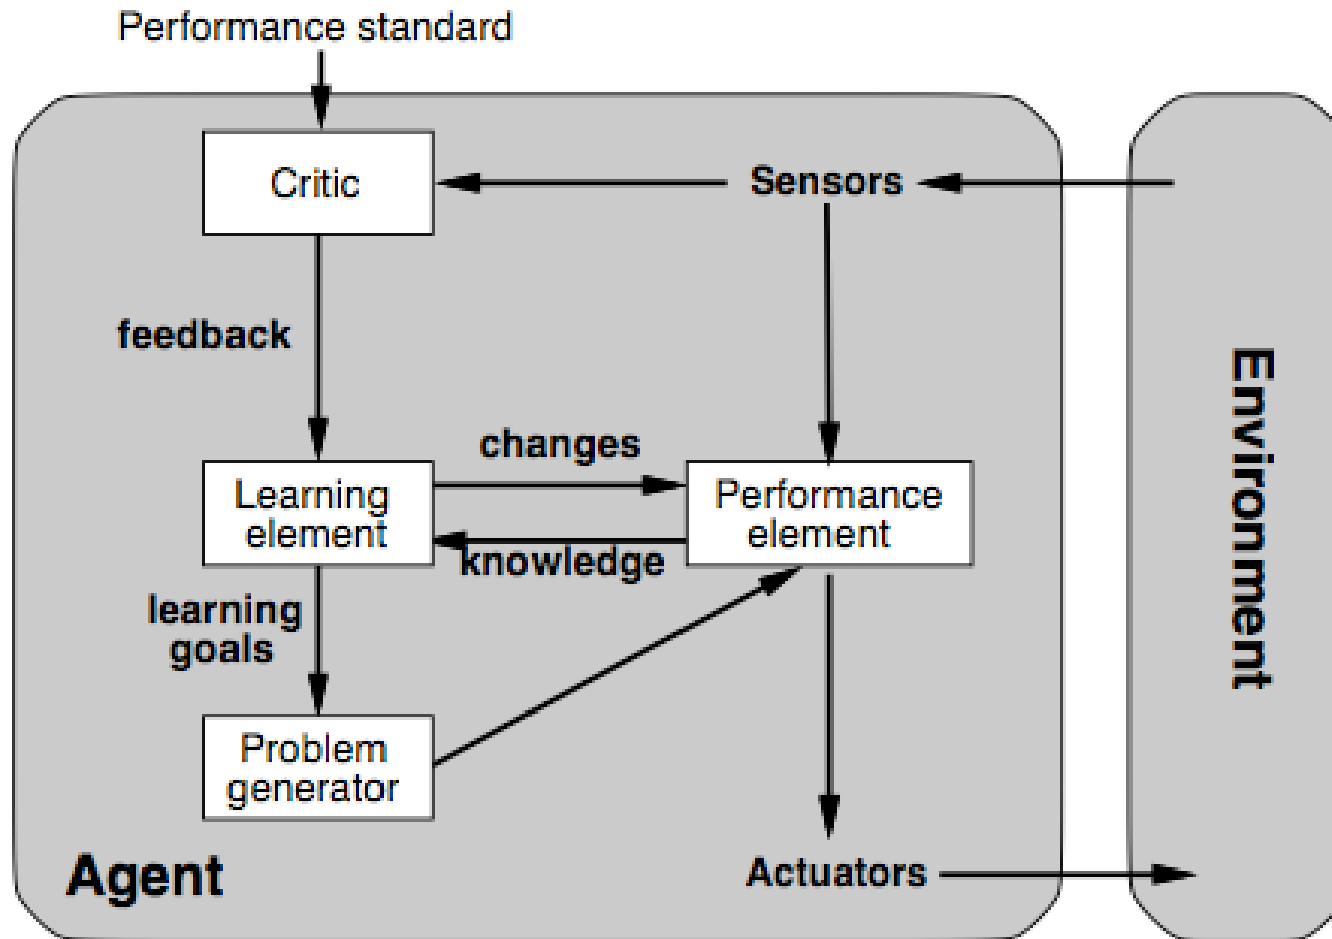 Performance standard
Critic
Sensors
feedback
changes
Learning
element
Performance
element
knowledge
learning
goals
Problem
generator
Agent
Actuators
Environment